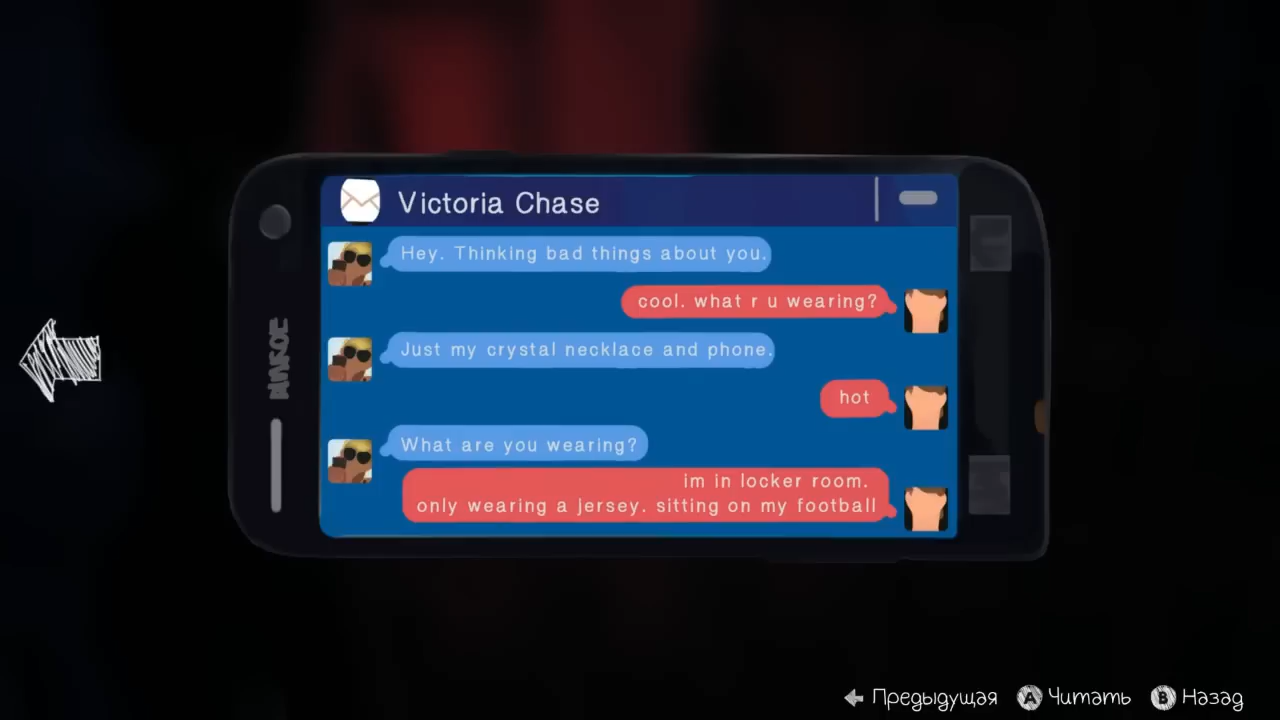 Victoria Chase
Hey. Thinking bad things about you.
cool. what r u wearing?
Just my crystal necklace and phone.
hot
What are you wearing?
im in locker room.
only wearing a jersey. sitting on my football
Предыдущая
A Читать
B Назад